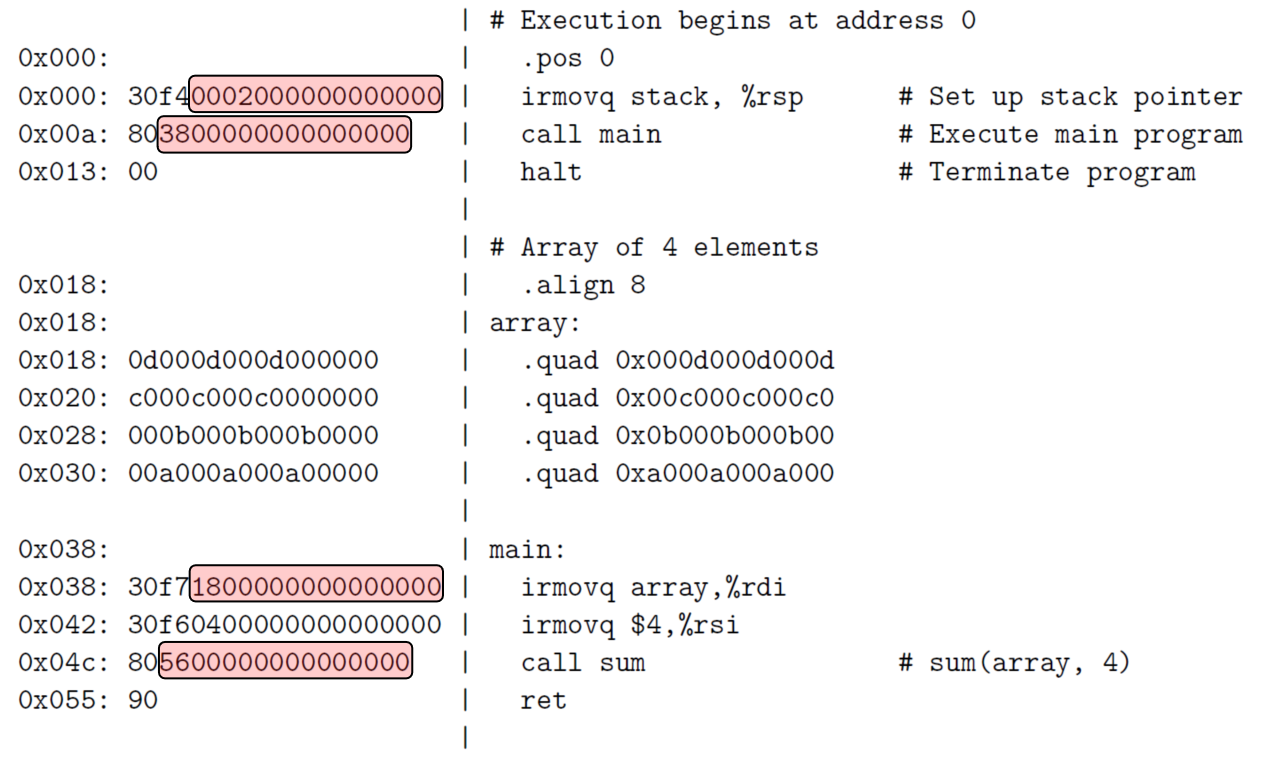 | # Execution begins at address 0
0x000: | .pos 0
0x000: 30f40002000000000000 | irmovq stack, %rsp # Set up stack pointer
0x00a: 803800000000000000 | call main # Execute main program
0x013: 00 | halt # Terminate program
|
| # Array of 4 elements
0x018: | .align 8
0x018: | array:
0x018: 0d000d000d000000 | .quad 0x000d000d000d
0x020: c000c000c0000000 | .quad 0x00c000c000c0
0x028: 000b000b000b0000 | .quad 0x0b000b000b00
0x030: 00a000a000a00000 | .quad 0xa000a000a000
|
0x038: | main:
0x038: 30f71800000000000000 | irmovq array,%rdi
0x042: 30f60400000000000000 | irmovq $4,%rsi
0x04c: 805600000000000000 | call sum # sum(array, 4)
0x055: 90 | ret
|